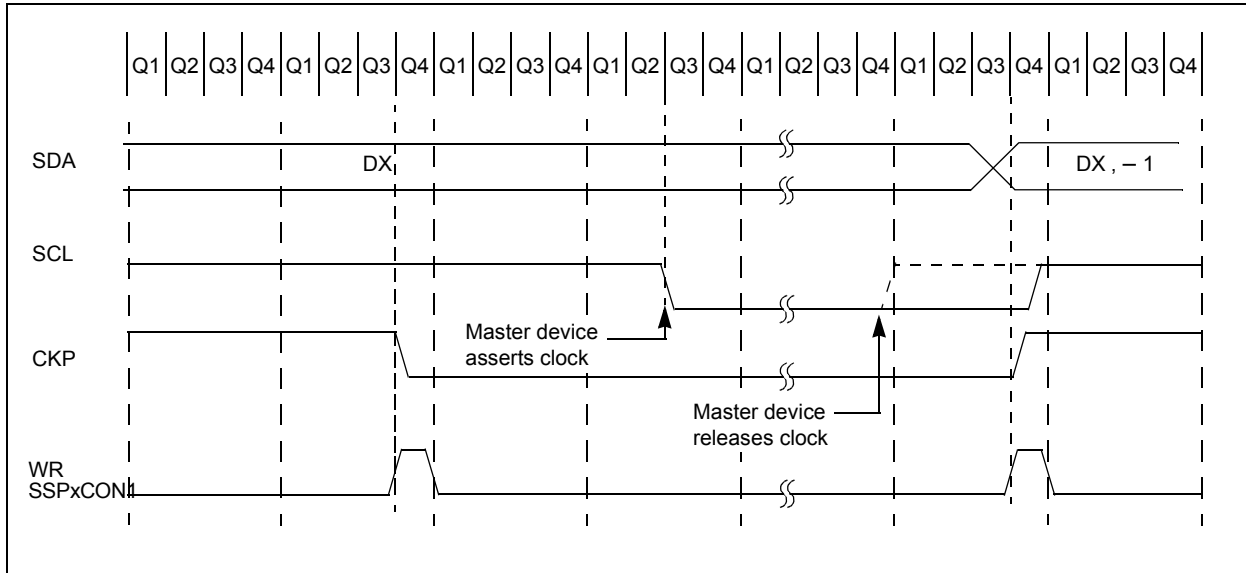 Q1 Q2 Q3 Q4 Q1 Q2 Q3 Q4 Q1 Q2 Q3 Q4 Q1 Q2 Q3 Q4 Q1 Q2 Q3 Q4 Q1 Q2 Q3 Q4 Q1 Q2 Q3 Q4
SDA
DX
DX , – 1
SCL
Master device
asserts clock
CKP
Master device
releases clock
WR
SSPxCON1